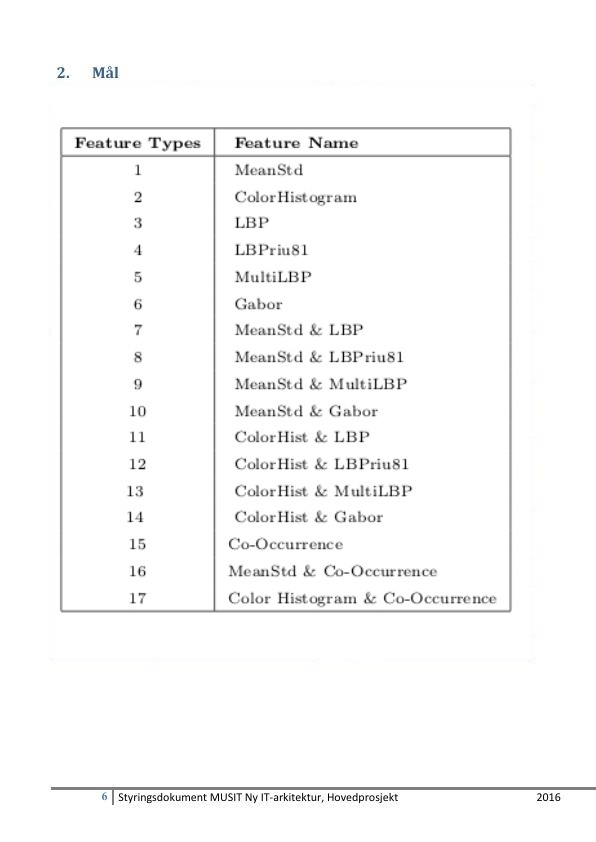 2. Mål
Feature Types Feature Name
1 MeanStd
2 ColorHistogram
3 LBP
4 LBPriu81
5 MultiLBP
6 Gabor
7 MeanStd & LBP
8 MeanStd & LBPriu81
9 MeanStd & MultiLBP
10 MeanStd & Gabor
11 ColorHist & LBP
12 ColorHist & LBPriu81
13 ColorHist & MultiLBP
14 ColorHist & Gabor
15 Co-Occurrence
16 MeanStd & Co-Occurrence
17 Color Histogram & Co-Occurrence
6 Styringsdokument MUSIT Ny IT-arkitektur, Hovedprosjekt 2016